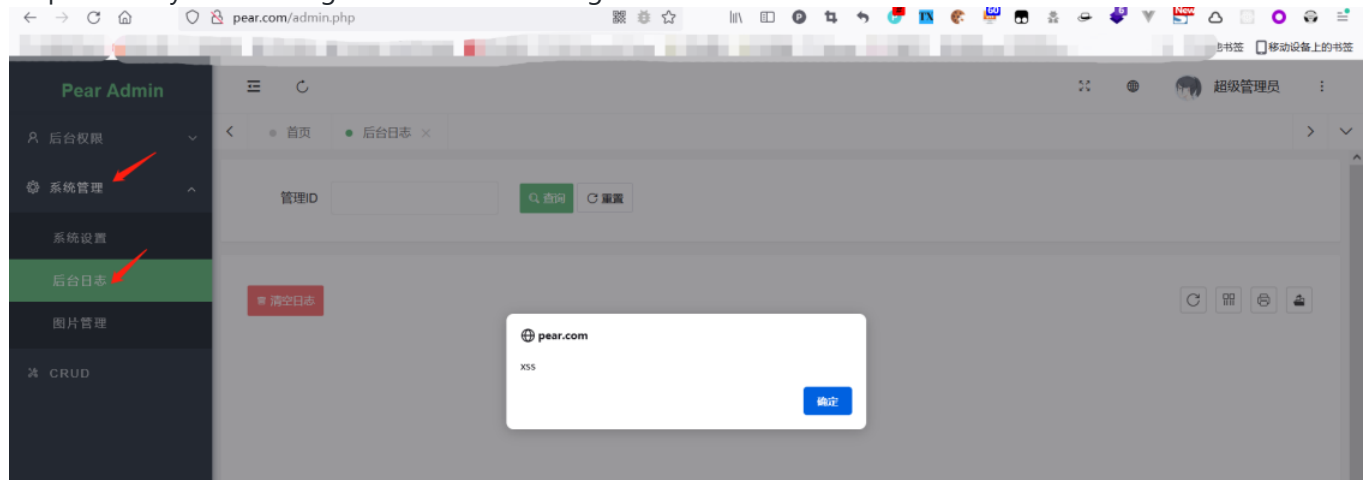 pear.com/admin.php
New
60
TX
移动设备上的书签
Pear Admin
超级管理员
后台权限
首页
后台日志
系统管理
管理ID
查询
重置
系统设置
后台日志
清空日志
图片管理
pear.com
xss
CRUD
确定